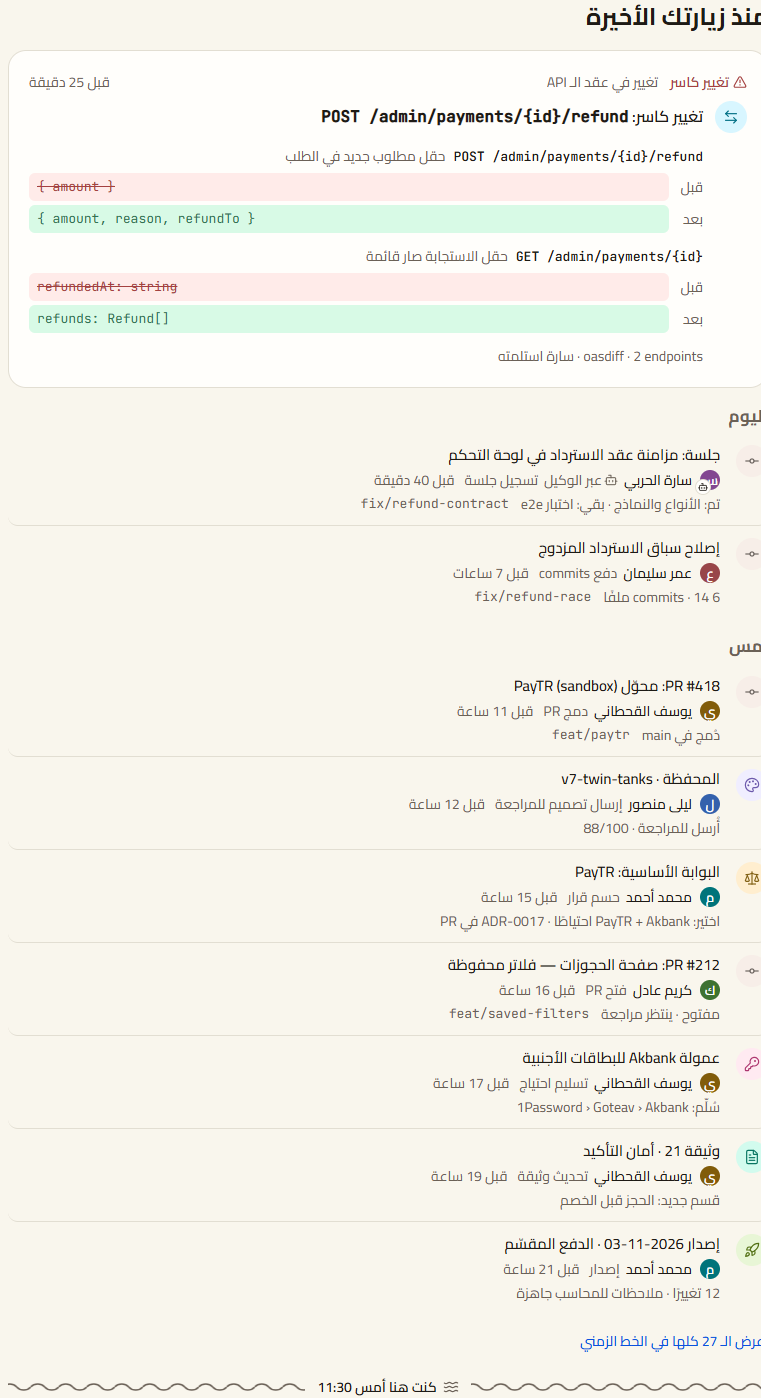 منذ زيارتك الأخيرة
تغيير كاسر تغيير في عقد الـ API قبل 25 دقيقة
تغيير كاسر: POST /admin/payments/{id}/refund
POST /admin/payments/{id}/refund حقل مطلوب جديد في الطلب
قبل { amount }
بعد { amount, reason, refundTo }
GET /admin/payments/{id} حقل الاستجابة صار قائمة
قبل refundedAt: string
بعد refunds: Refund[]
سارة استلمته · oasdiff · 2 endpoints
ليوم
جلسة: مزامنة عقد الاسترداد في لوحة التحكم
س سارة الحربي عبر الوكيل تسجيل جلسة قبل 40 دقيقة
تم: الأنواع والنماذج · بقي: اختبار e2e fix/refund-contract
إصلاح سباق الاسترداد المزدوج
ع عمر سليمان دفع commits قبل 7 ساعات
6 commits · 14 ملفًا fix/refund-race
مس
PR #418: محوّل PayTR (sandbox)
ي يوسف القحطاني دمج PR قبل 11 ساعة
دُمج في main feat/paytr
المحفظة · v7-twin-tanks
ل ليلى منصور إرسال تصميم للمراجعة قبل 12 ساعة
أُرسل للمراجعة · 88/100
البوابة الأساسية: PayTR
م محمد أحمد حسم قرار قبل 15 ساعة
اختير: PayTR + Akbank احتياطًا · ADR-0017 في PR
PR #212: صفحة الحجوزات — فلاتر محفوظة
ك كريم عادل فتح PR قبل 16 ساعة
مفتوح · ينتظر مراجعة feat/saved-filters
عمولة Akbank للبطاقات الأجنبية
ي يوسف القحطاني تسليم احتياج قبل 17 ساعة
سُلّم: 1Password › Goteav › Akbank
وثيقة 21 · أمان التأكيد
ي يوسف القحطاني تحديث وثيقة قبل 19 ساعة
قسم جديد: الحجز قبل الخصم
إصدار 2026-11-03 · الدفع المقسّم
م محمد أحمد إصدار قبل 21 ساعة
12 تغييرًا · ملاحظات للمحاسب جاهزة
عرض الـ 27 كلها في الخط الزمني
كنت هنا أمس 11:30